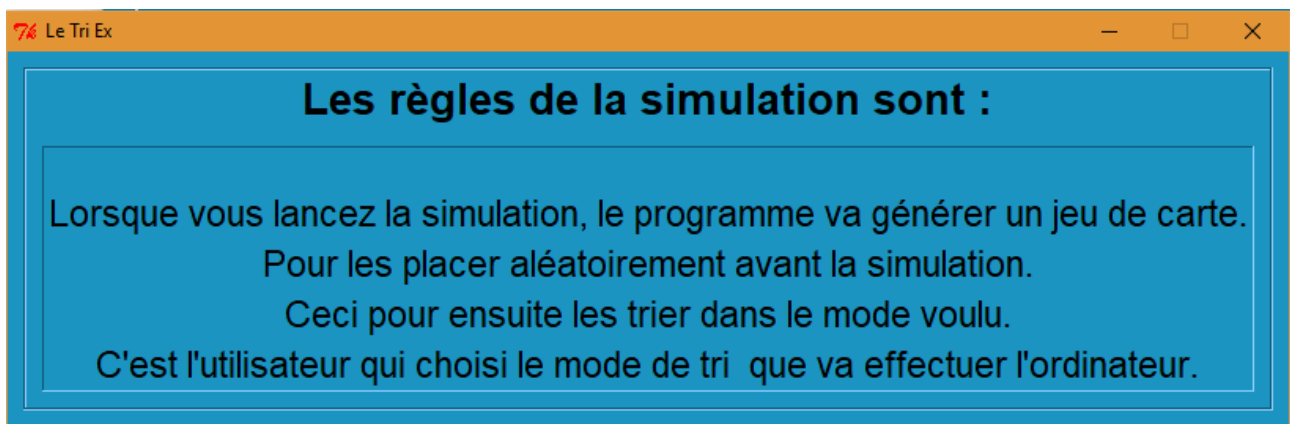 Le Tri Ex
Les règles de la simulation sont :
Lorsque vous lancez la simulation, le programme va générer un jeu de carte.
Pour les placer aléatoirement avant la simulation.
Ceci pour ensuite les trier dans le mode voulu.
C'est l'utilisateur qui choisi le mode de tri  que va effectuer l'ordinateur.